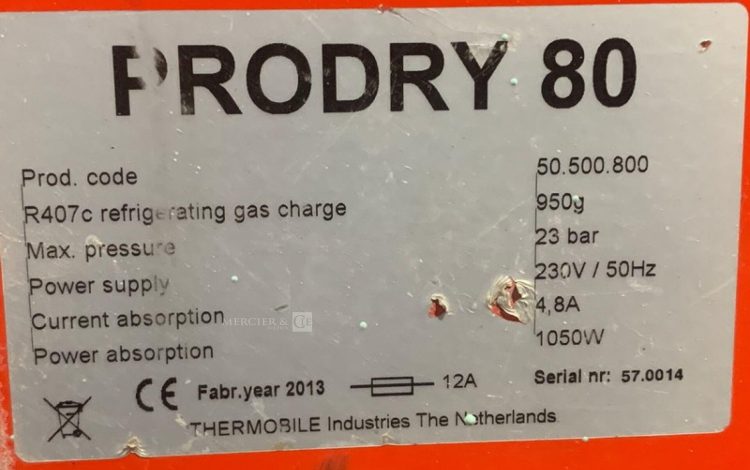 PRODRY 80
Prod. code 50.500.800
R407c refrigerating gas charge 950g
Max. pressure 23 bar
Power supply 230V / 50Hz
Current absorption 4,8A
MERCIER &
Power absorption 1050W
CE Fabr.year 2013 12A Serial nr: 57.0014
THERMOBILE Industries The Netherlands